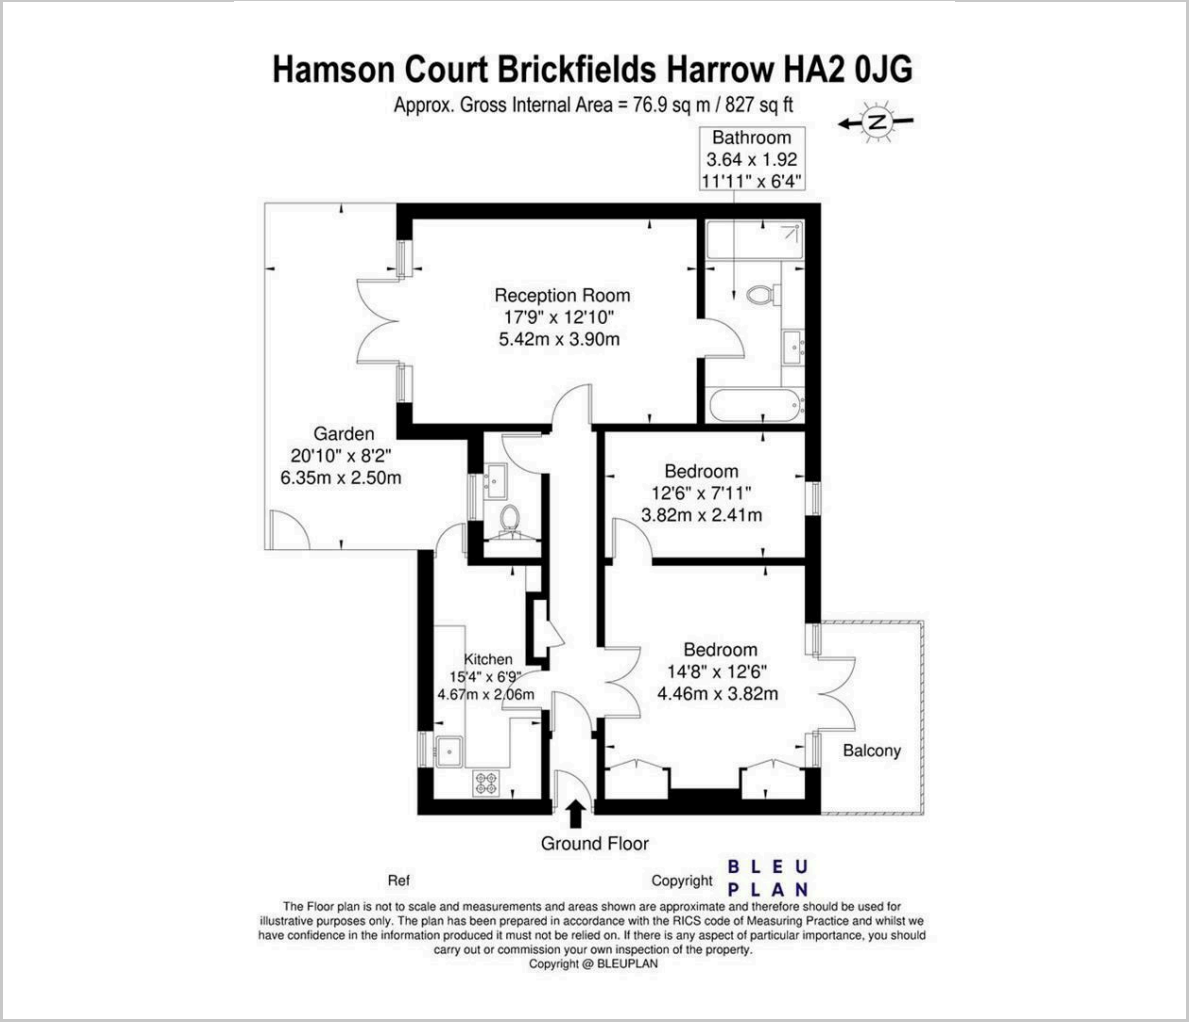 Hamson Court Brickfields Harrow HA2 0JG
Approx. Gross Internal Area = 76.9 sq m / 827 sq ft
N
Bathroom
3.64 x 1.92
11'11" x 6'4"
Reception Room
17'9" x 12'10"
5.42m x 3.90m
Garden
20'10" x 8'2"
6.35m x 2.50m
Bedroom
12'6" x 7'11"
3.82m x 2.41m
Kitchen
15'4" x 6'9"
4.67m x 2.06m
Bedroom
14'8" x 12'6"
4.46m x 3.82m
Balcony
Ground Floor
Ref
Copyright
BLEU
PLAN
The Floor plan is not to scale and measurements and areas shown are approximate and therefore should be used for
illustrative purposes only. The plan has been prepared in accordance with the RICS code of Measuring Practice and whilst we
have confidence in the information produced it must not be relied on. If there is any aspect of particular importance, you should
carry out or commission your own inspection of the property.
Copyright @ BLEUPLAN